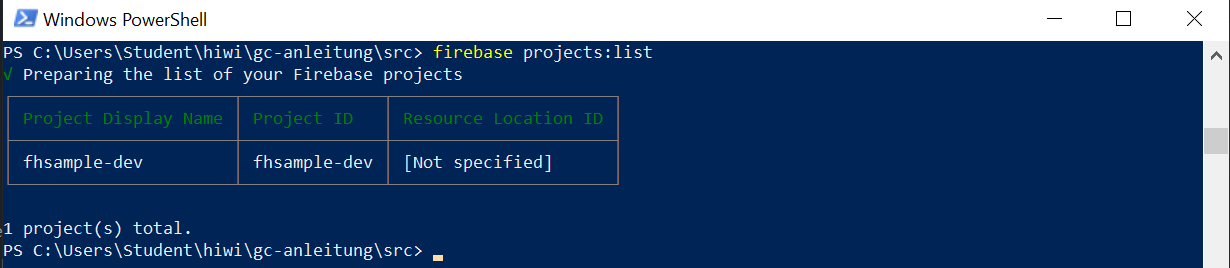 Windows PowerShell
PS C:\Users\Student\hiwi\gc-anleitung\src> firebase projects:list
√ Preparing the list of your Firebase projects
Project Display Name Project ID Resource Location ID
fhsample-dev fhsample-dev [Not specified]
1 project(s) total.
PS C:\Users\Student\hiwi\gc-anleitung\src>